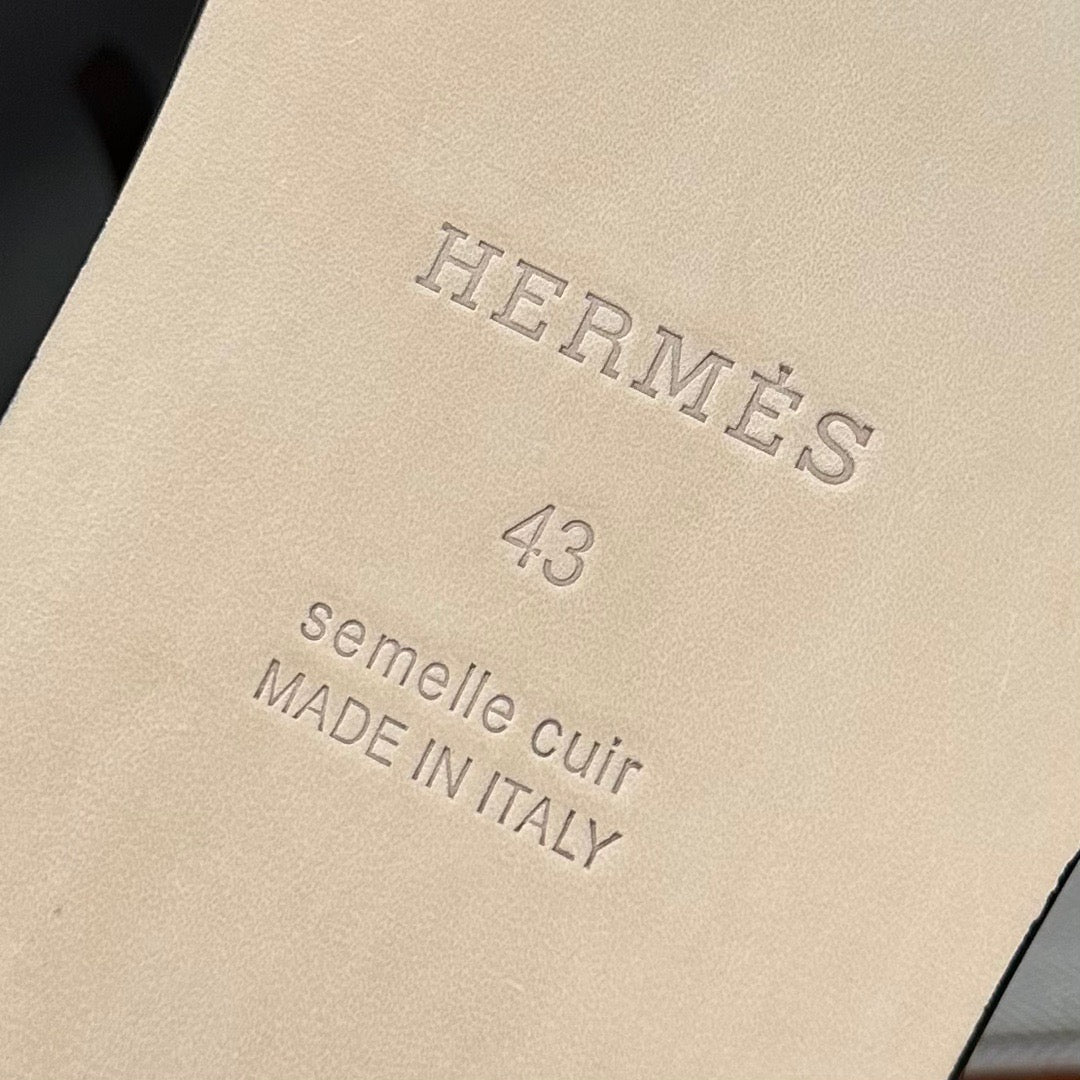 HERMÈS
43
semelle cuir
MADE IN ITALY